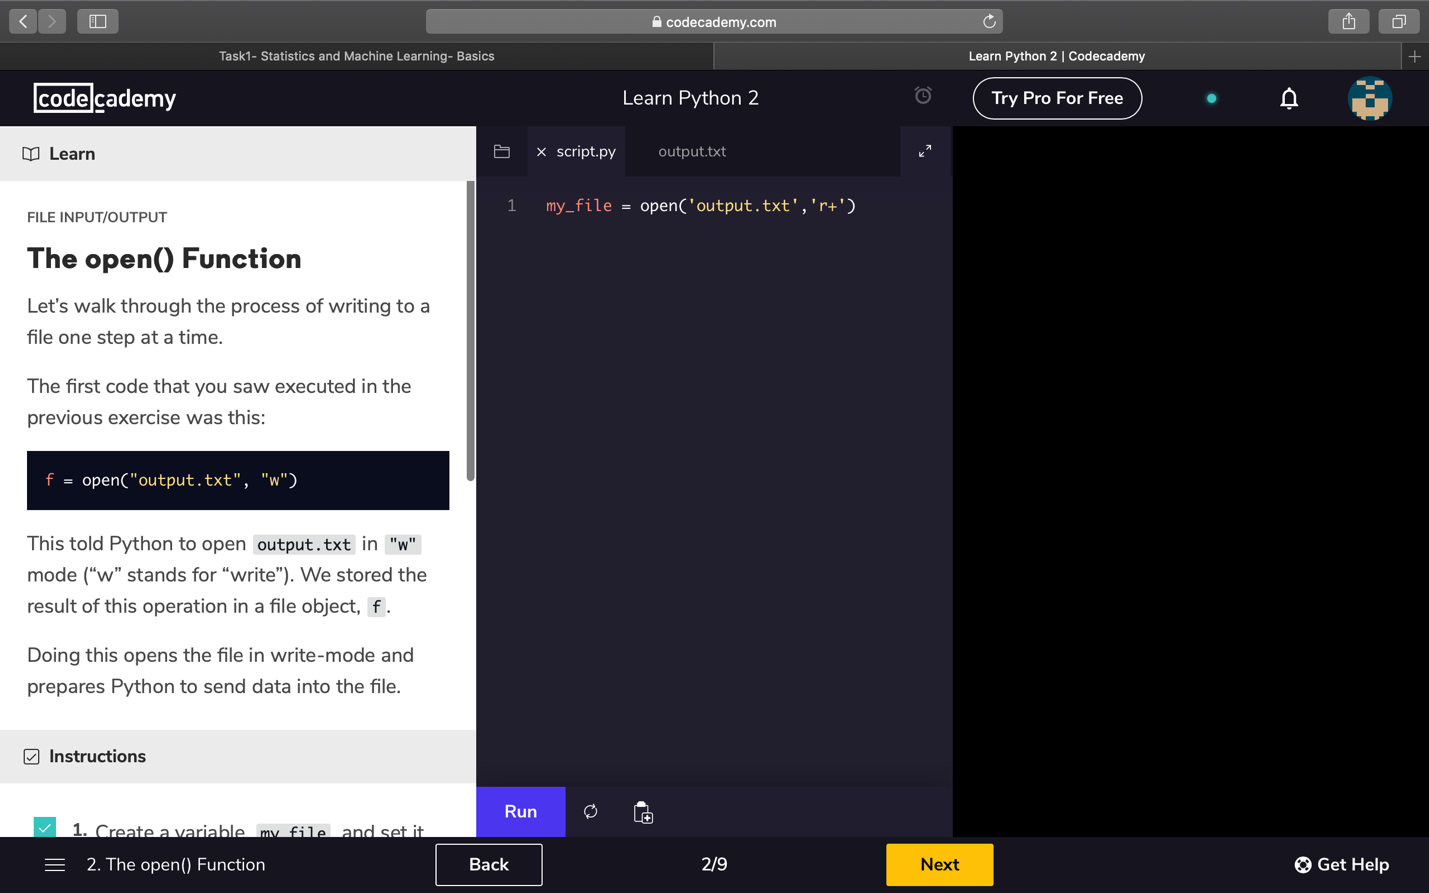 codecademy.com
Task1- Statistics and Machine Learning- Basics
Learn Python 2 | Codecademy
codecademy
Learn Python 2
Try Pro For Free
Learn
script.py
output.txt
FILE INPUT/OUTPUT
The open() Function
Let’s walk through the process of writing to a
file one step at a time.
The first code that you saw executed in the
previous exercise was this:
f = open("output.txt", "w")
This told Python to open output.txt in "w"
mode (“w” stands for “write”). We stored the
result of this operation in a file object, f.
Doing this opens the file in write-mode and
prepares Python to send data into the file.
Instructions
1. Create a variable my_file and set it
1 my_file = open('output.txt','r+')
Run
2. The open() Function
Back
2/9
Next
Get Help